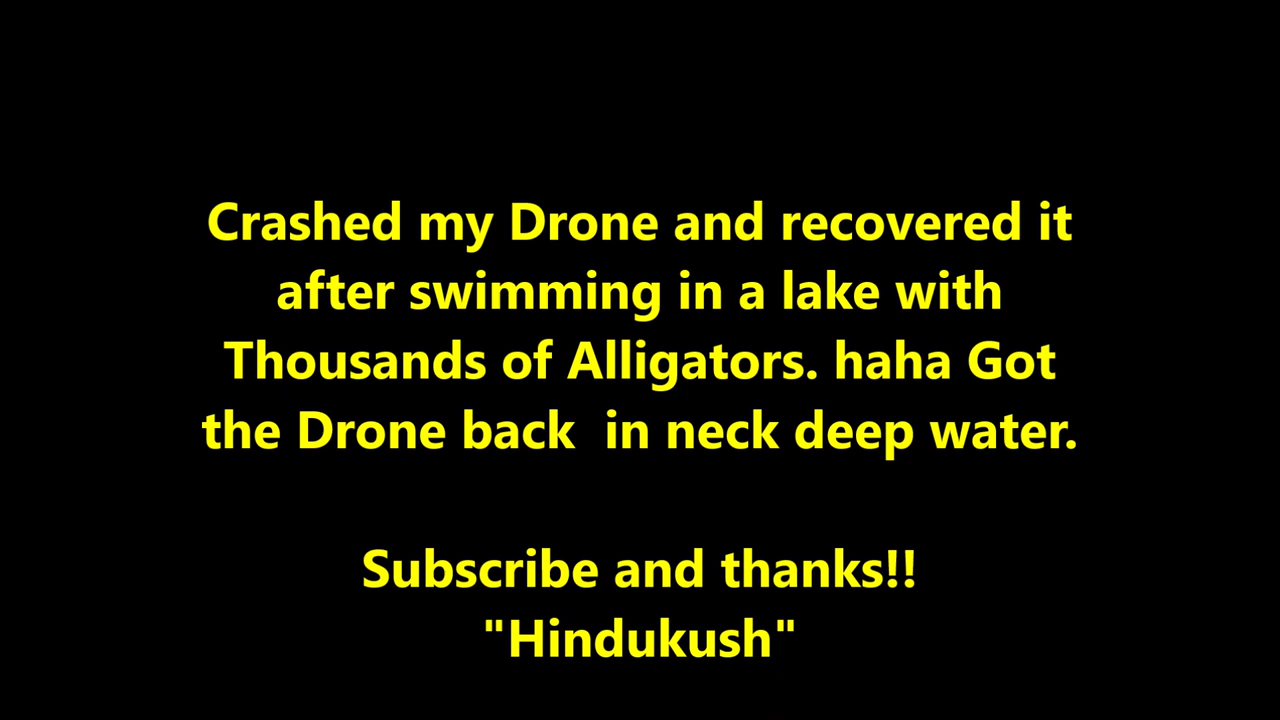 Crashed my Drone and recovered it
after swimming in a lake with
Thousands of Alligators. haha Got
the Drone back  in neck deep water.
Subscribe and thanks!!
"Hindukush"